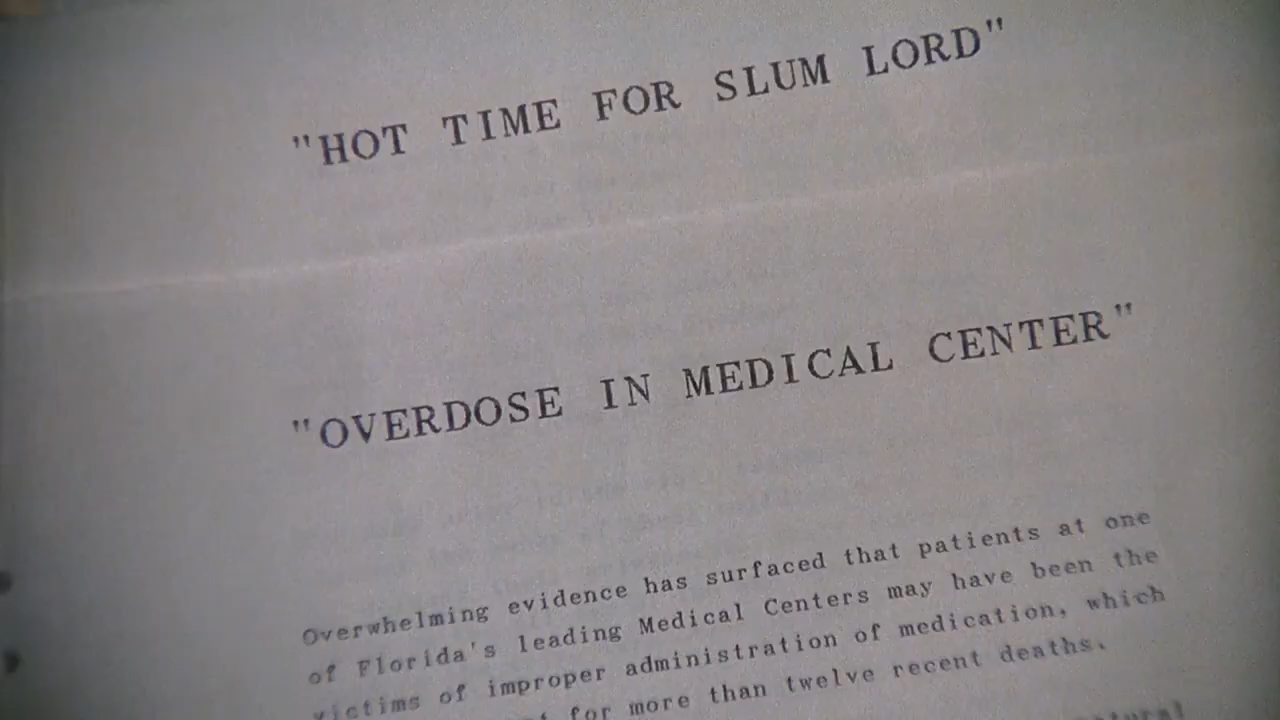 "HOT TIME FOR SLUM LORD"
"OVERDOSE IN MEDICAL CENTER"
Overwhelming evidence has surfaced that patients at one
of Florida's leading Medical Centers may have been the
victims of improper administration of medication, which
for more than twelve recent deaths.